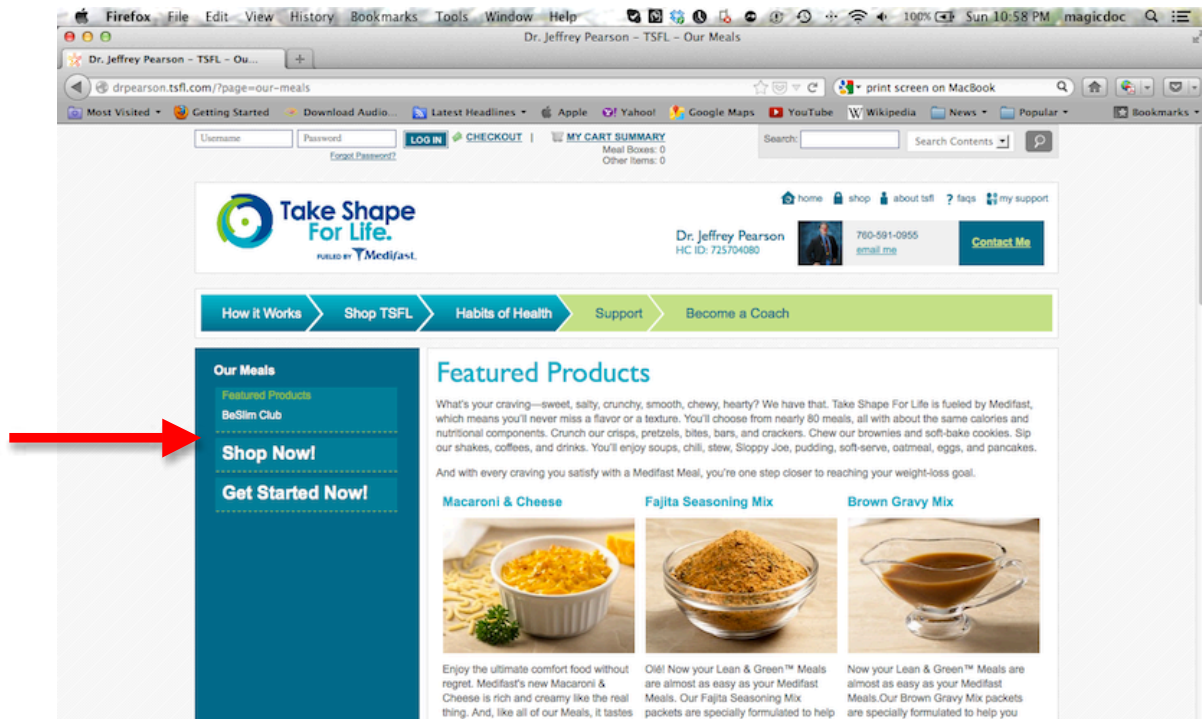 Firefox File Edit View History Bookmarks Tools Window Help 100% Sun 10:58 PM magicdoc
Dr. Jeffrey Pearson – TSFL – Our Meals
Dr. Jeffrey Pearson – TSFL – Ou... +
drpearson.tsfl.com/?page=our-meals print screen on MacBook
Most Visited Getting Started Download Audio... Latest Headlines Apple Yahoo! Google Maps YouTube Wikipedia News Popular Bookmarks
Username Password LOG IN CHECKOUT | MY CART SUMMARY Search: Search Contents
Forgot Password? Meal Boxes: 0
Other Items: 0
home shop about tsfl ? faqs my support
Take Shape
For Life.
FUELED BY Medifast.
Dr. Jeffrey Pearson 760-591-0955 Contact Me
HC ID: 725704080 email me
How it Works Shop TSFL Habits of Health Support Become a Coach
Our Meals
Featured Products
BeSlim Club
Shop Now!
Get Started Now!
Featured Products
What's your craving—sweet, salty, crunchy, smooth, chewy, hearty? We have that. Take Shape For Life is fueled by Medifast,
which means you'll never miss a flavor or a texture. You'll choose from nearly 80 meals, all with about the same calories and
nutritional components. Crunch our crisps, pretzels, bites, bars, and crackers. Chew our brownies and soft-bake cookies. Sip
our shakes, coffees, and drinks. You'll enjoy soups, chili, stew, Sloppy Joe, pudding, soft-serve, oatmeal, eggs, and pancakes.
And with every craving you satisfy with a Medifast Meal, you're one step closer to reaching your weight-loss goal.
Macaroni & Cheese
Enjoy the ultimate comfort food without
regret. Medifast's new Macaroni &
Cheese is rich and creamy like the real
thing. And, like all of our Meals, it tastes
Fajita Seasoning Mix
Olé! Now your Lean & Green™ Meals
are almost as easy as your Medifast
Meals. Our Fajita Seasoning Mix
packets are specially formulated to help
Brown Gravy Mix
Now your Lean & Green™ Meals are
almost as easy as your Medifast
Meals.Our Brown Gravy Mix packets
are specially formulated to help you